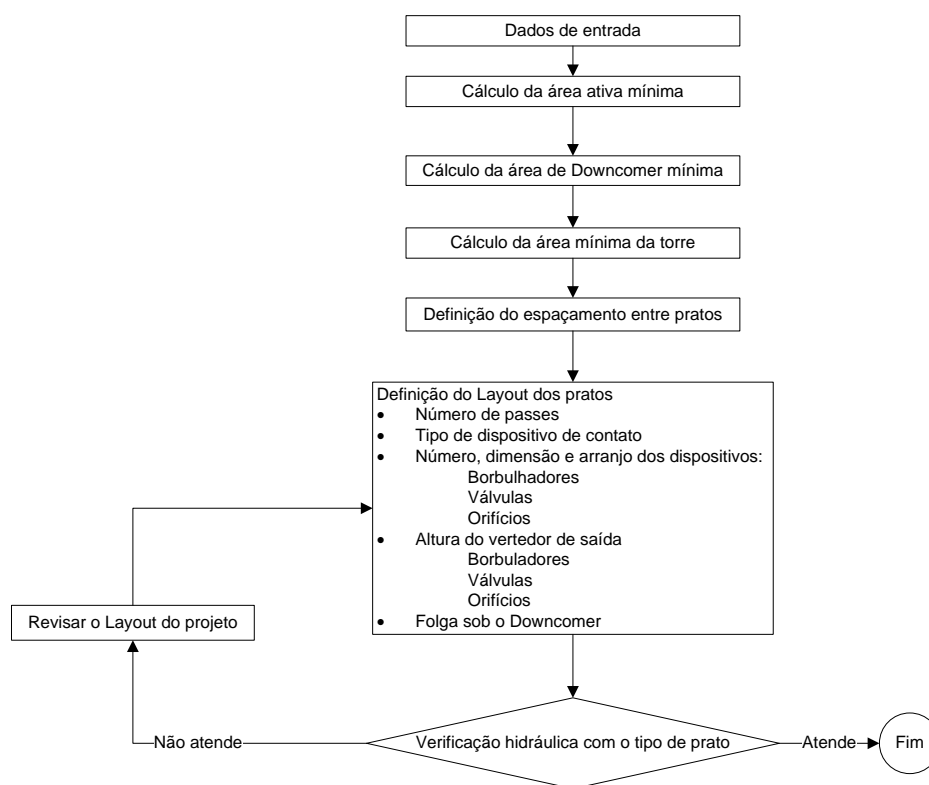 Dados de entrada
Cálculo da área ativa mínima
Cálculo da área de Downcomer mínima
Cálculo da área mínima da torre
Definição do espaçamento entre pratos
Definição do Layout dos pratos
• Número de passes
• Tipo de dispositivo de contato
• Número, dimensão e arranjo dos dispositivos:
Borbulhadores
Válvulas
Orifícios
• Altura do vertedor de saída
Borbuladores
Válvulas
Orifícios
• Folga sob o Downcomer
Revisar o Layout do projeto
Não atende
Verificação hidráulica com o tipo de prato
Atende
Fim